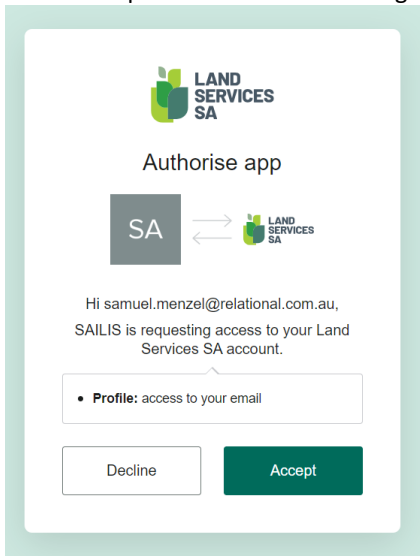 LAND
SERVICES
SA
Authorise app
SA
LAND
SERVICES
SA
Hi samuel.menzel@relational.com.au,
SAILIS is requesting access to your Land
Services SA account.
• Profile: access to your email
Decline
Accept